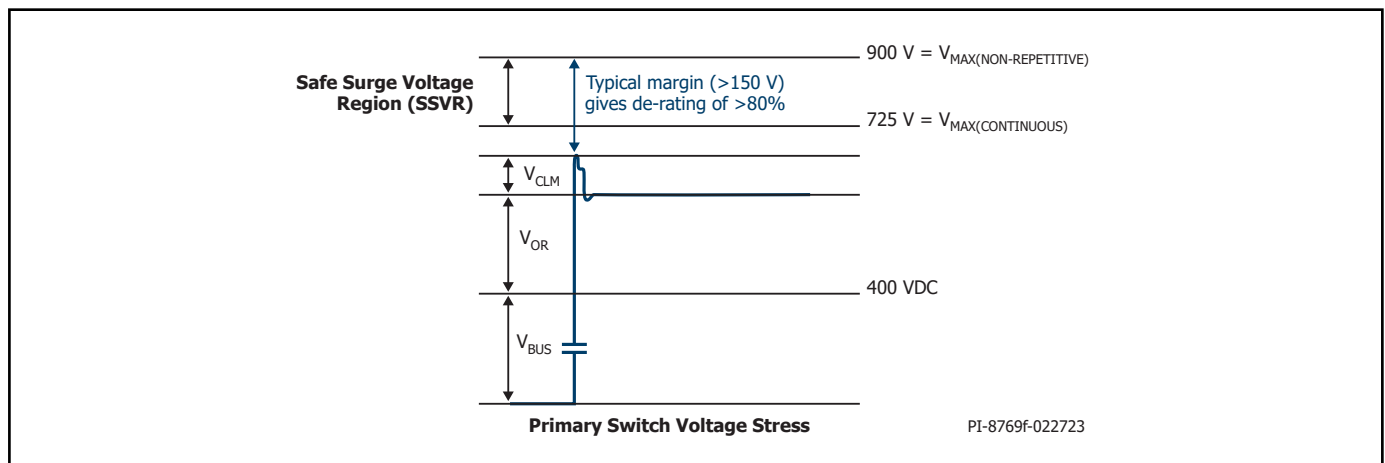 900 V = VMAX(NON-REPETITIVE)
Safe Surge Voltage
Region (SSVR)
Typical margin (>150 V)
gives de-rating of >80%
725 V = VMAX(CONTINUOUS)
VCLM
VOR
400 VDC
VBUS
Primary Switch Voltage Stress
PI-8769f-022723